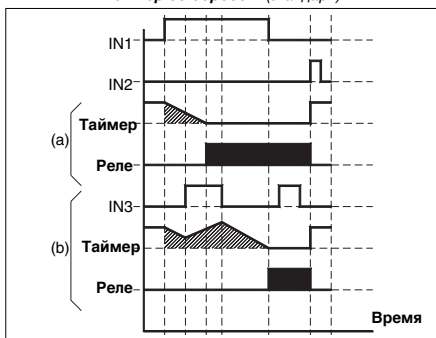 IN1
IN2
Таймер
(a)
Реле
IN3
Таймер
(b)
Реле
Время